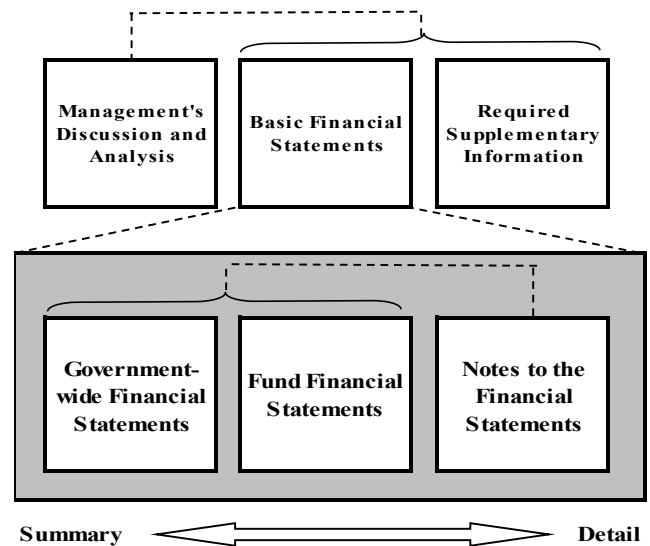 Management's
Discussion and
Analysis
Basic Financial
Statements
Required
Supplementary
Information
Government-
wide Financial
Statements
Fund Financial
Statements
Notes to the
Financial
Statements
Summary
Detail